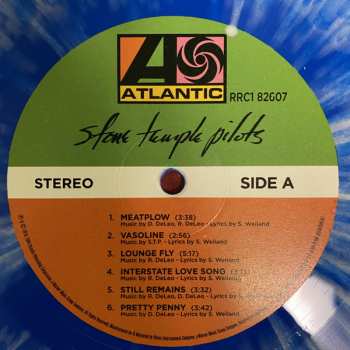 ATLANTIC
RRC1 82607
stone temple pilots
STEREO
SIDE A
1. MEATPLOW (3:38)
Music by D. DeLeo, R. DeLeo - Lyrics by S. Weiland
2. VASOLINE (2:56)
Music by S.T.P. - Lyrics by S. Weiland
3. LOUNGE FLY (5:17)
Music by R. DeLeo - Lyrics by S. Weiland
4. INTERSTATE LOVE SONG
Music by R. DeLeo - Lyrics by S. Weiland
5. STILL REMAINS (3:32)
Music by R. DeLeo, D. DeLeo - Lyrics by S. Weiland
6. PRETTY PENNY (3:42)
Music by D. DeLeo - Lyrics by S. Weiland